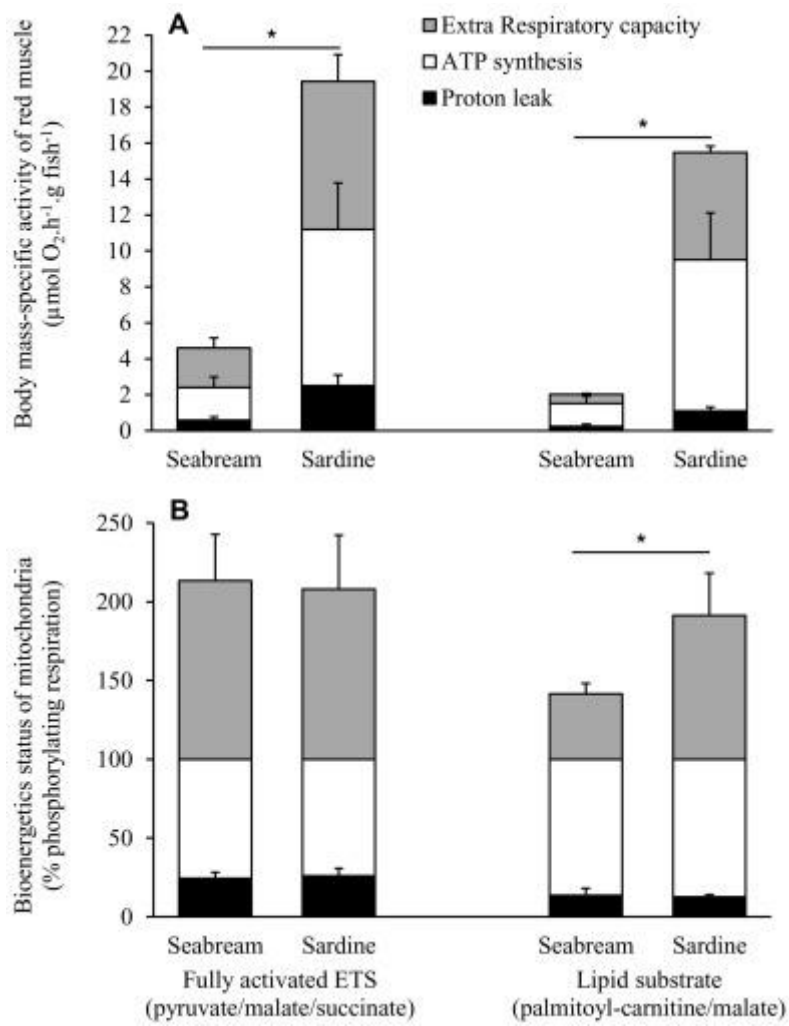 A
*
Extra Respiratory capacity
ATP synthesis
Proton leak
*
Body mass-specific activity of red muscle
(µmol O₂.h⁻¹.g fish⁻¹)
22
20
18
16
14
12
10
8
6
4
2
0
Seabream Sardine Seabream Sardine
B
*
Bioenergetics status of mitochondria
(% phosphorylating respiration)
250
200
150
100
50
0
Seabream Sardine Seabream Sardine
Fully activated ETS Lipid substrate
(pyruvate/malate/succinate) (palmitoyl-carnitine/malate)